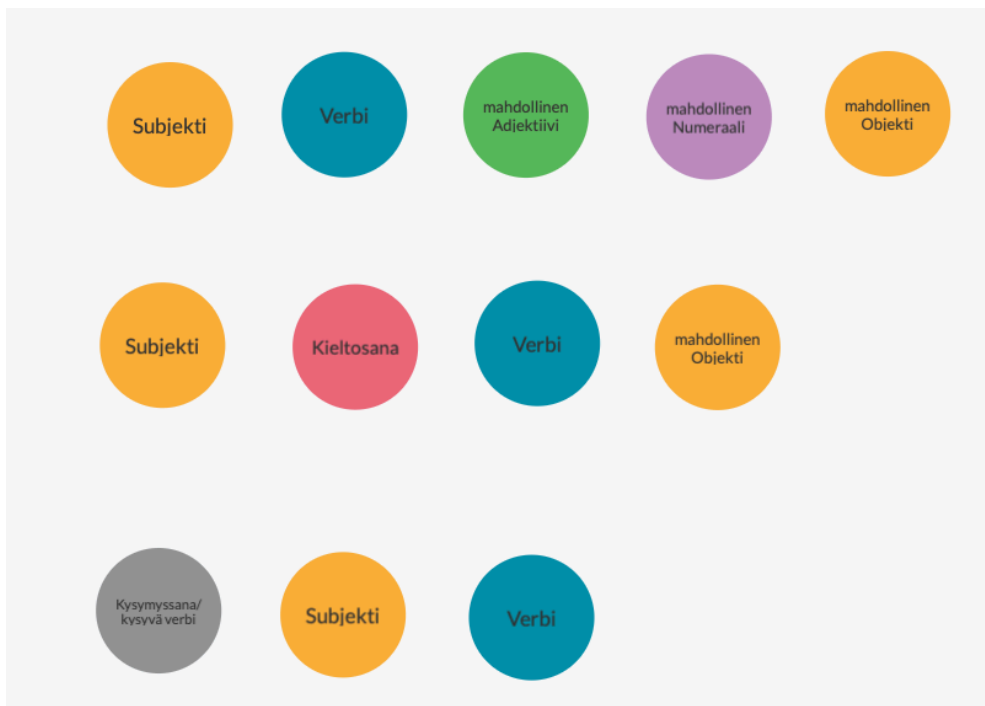 Subjekti
Verbi
mahdollinen
Adjektiivi
mahdollinen
Numeraali
mahdollinen
Objekti
Subjekti
Kieltosana
Verbi
mahdollinen
Objekti
Kysymyssana/
kysyvä verbi
Subjekti
Verbi